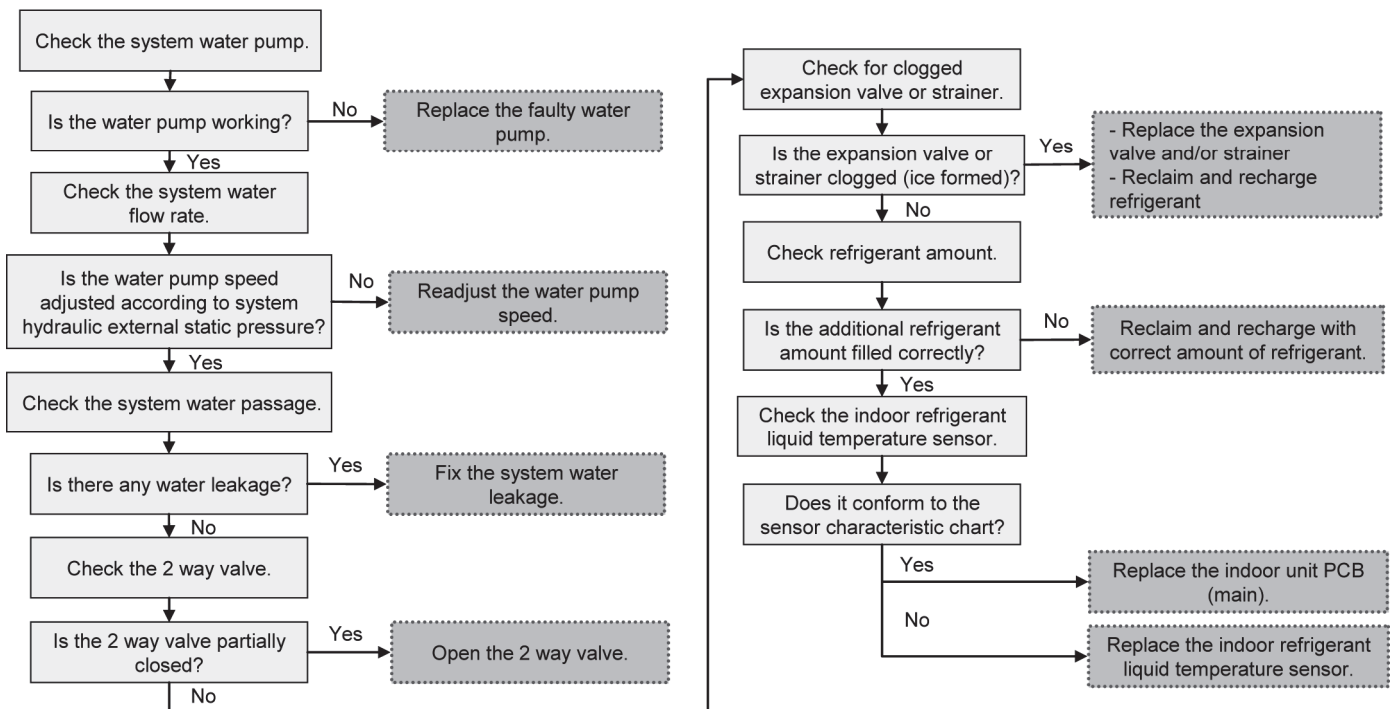 Check the system water pump.
Is the water pump working?
No
Replace the faulty water
pump.
Yes
Check the system water
flow rate.
Is the water pump speed
adjusted according to system
hydraulic external static pressure?
No
Readjust the water pump
speed.
Yes
Check the system water passage.
Is there any water leakage?
Yes
Fix the system water
leakage.
No
Check the 2 way valve.
Is the 2 way valve partially
closed?
Yes
Open the 2 way valve.
No
Check for clogged
expansion valve or strainer.
Is the expansion valve or
strainer clogged (ice formed)?
Yes
- Replace the expansion
valve and/or strainer
- Reclaim and recharge
refrigerant
No
Check refrigerant amount.
Is the additional refrigerant
amount filled correctly?
No
Reclaim and recharge with
correct amount of refrigerant.
Yes
Check the indoor refrigerant
liquid temperature sensor.
Does it conform to the
sensor characteristic chart?
Yes
Replace the indoor unit PCB
(main).
No
Replace the indoor refrigerant
liquid temperature sensor.